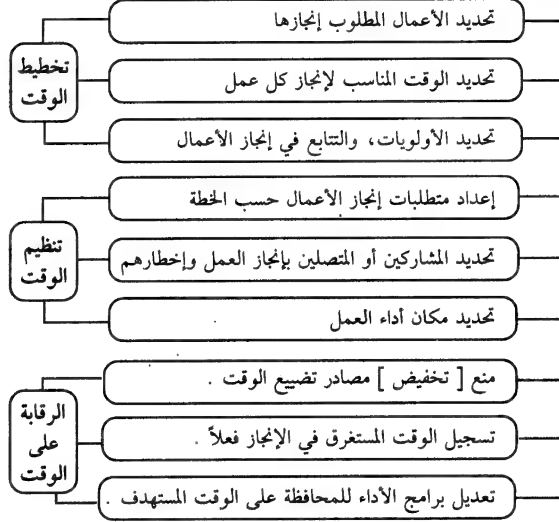 تحديد الأعمال المطلوب إنجازها
تخطيط
الوقت
تحديد الوقت المناسب لإنجاز كل عمل
تحديد الأولويات، والتتابع في إنجاز الأعمال
إعداد متطلبات إنجاز الأعمال حسب الخطة
تنظيم
الوقت
تحديد المشاركين أو المتصلين بإنجاز العمل وإخطارهم
تحديد مكان أداء العمل
منع [ تخفيض ] مصادر تضييع الوقت .
الرقابة
على
الوقت
تسجيل الوقت المستغرق في الإنجاز فعلاً .
تعديل برامج الأداء للمحافظة على الوقت المستهدف .